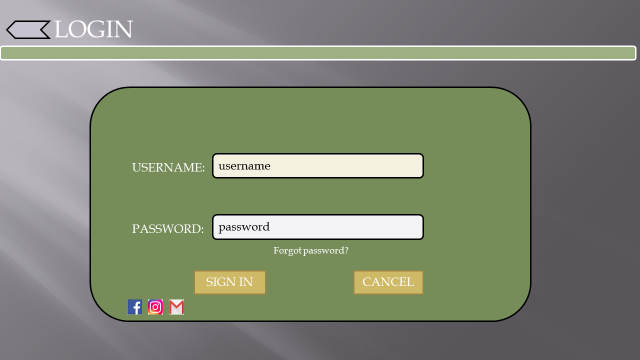 LOGIN
USERNAME: username
PASSWORD: password
Forgot password?
SIGN IN CANCEL